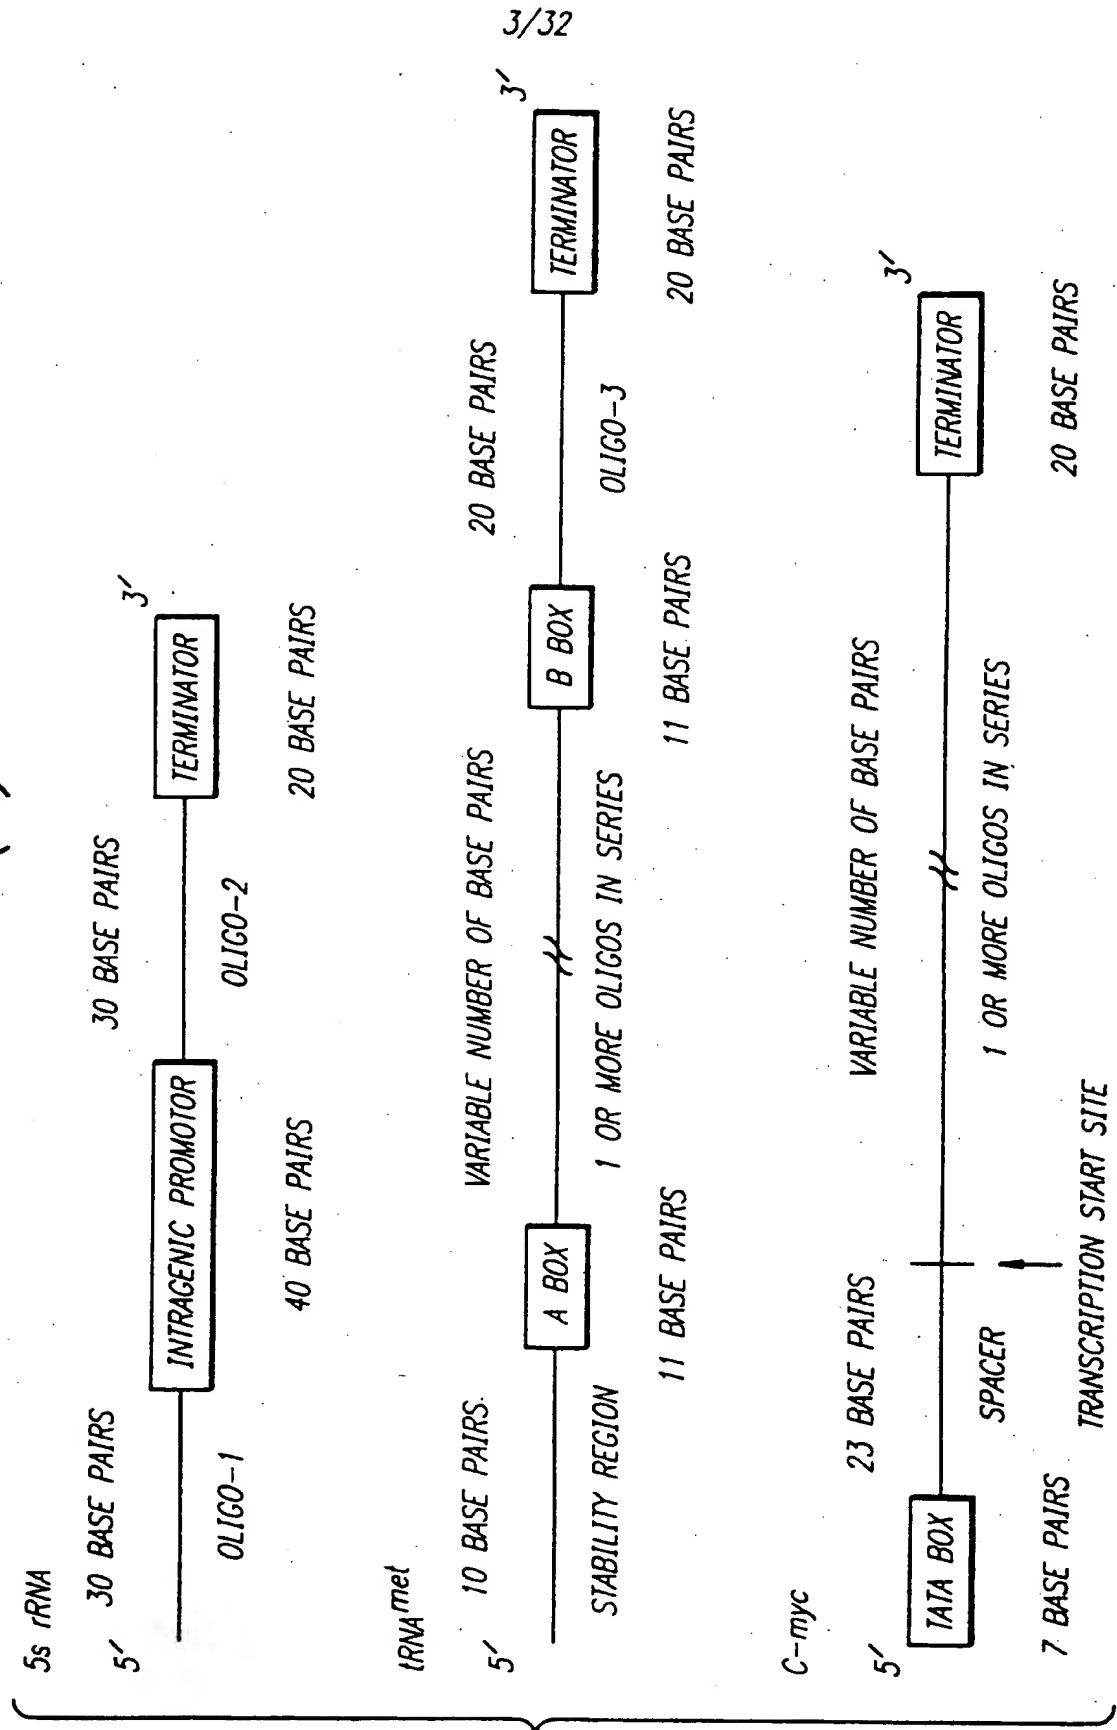 3/32
5s rRNA
5′
30 BASE PAIRS
INTRAGENIC PROMOTOR
30 BASE PAIRS
TERMINATOR
3′
OLIGO-1
40 BASE PAIRS
OLIGO-2
20 BASE PAIRS
tRNAmet
5′
10 BASE PAIRS.
A BOX
VARIABLE NUMBER OF BASE PAIRS
B BOX
20 BASE PAIRS
TERMINATOR
3′
STABILITY REGION
11 BASE PAIRS
1 OR MORE OLIGOS IN SERIES
11 BASE PAIRS
OLIGO-3
20 BASE PAIRS
C-myc
5′
TATA BOX
23 BASE PAIRS
VARIABLE NUMBER OF BASE PAIRS
TERMINATOR
3′
7 BASE PAIRS
SPACER
TRANSCRIPTION START SITE
1 OR MORE OLIGOS IN SERIES
20 BASE PAIRS